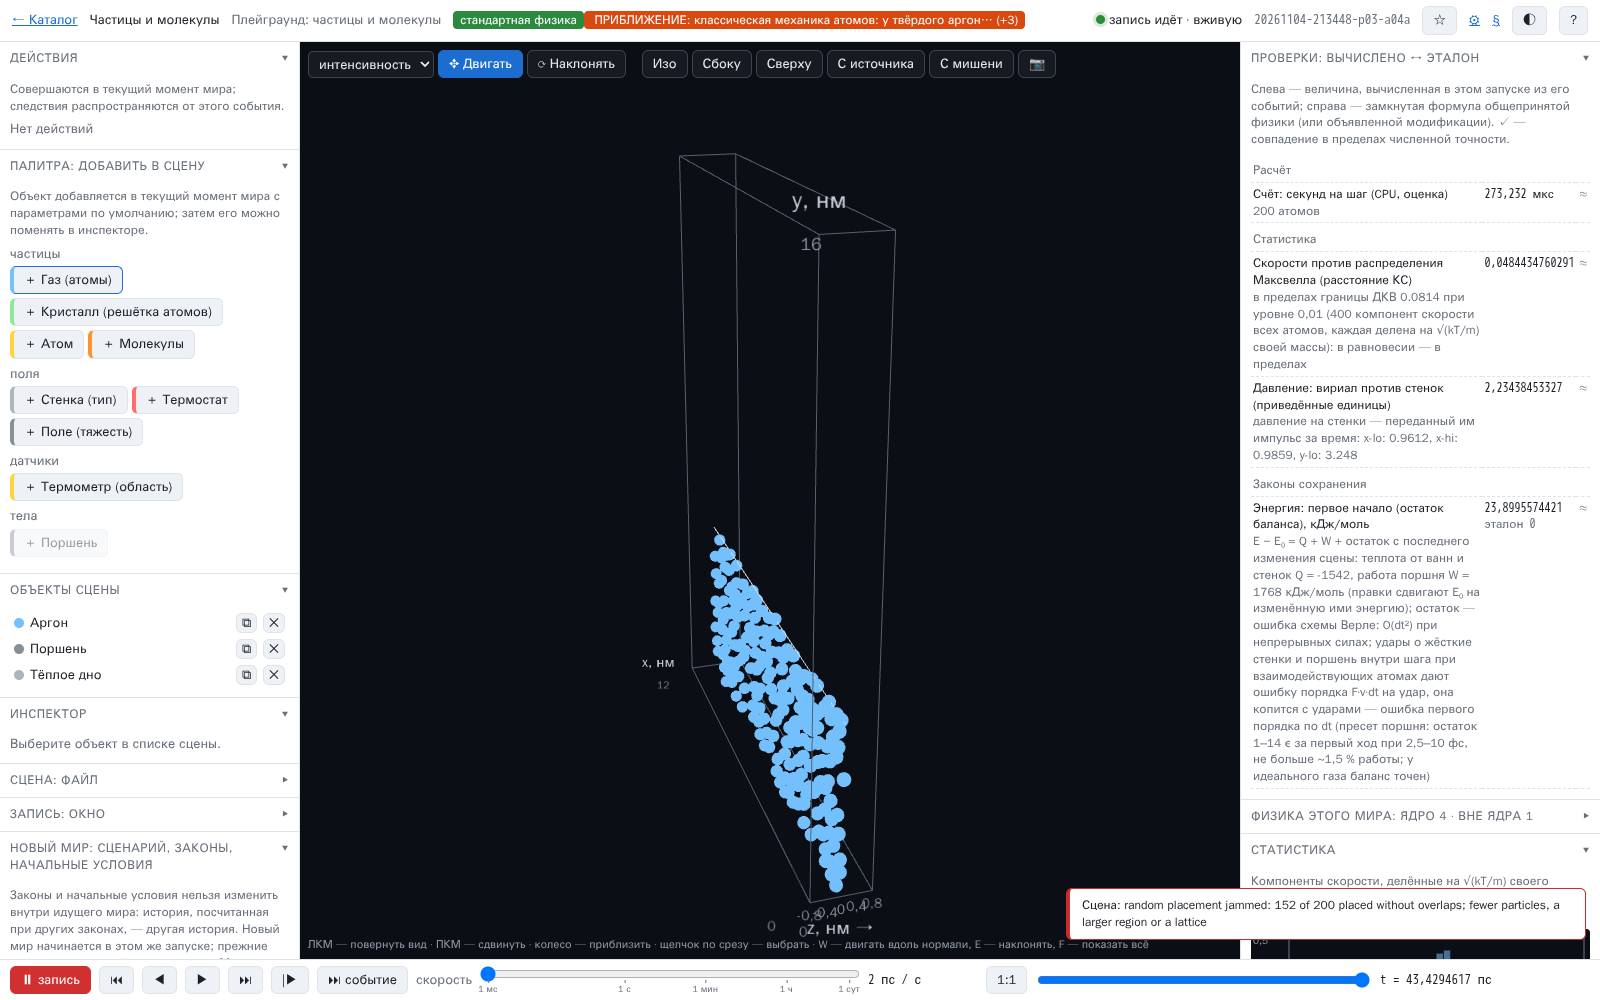 ← Каталог Частицы и молекулы Плейграунд: частицы и молекулы стандартная физика ПРИБЛИЖЕНИЕ: классическая механика атомов: у твёрдого аргон··· (+3) запись идёт · вживую 20261104-213448-p03-a04a ☆ ⚙ § ◐ ?
ДЕЙСТВИЯ
Совершаются в текущий момент мира;
следствия распространяются от этого события.
Нет действий
ПАЛИТРА: ДОБАВИТЬ В СЦЕНУ
Объект добавляется в текущий момент мира с
параметрами по умолчанию; затем его можно
поменять в инспекторе.
частицы
+ Газ (атомы)
+ Кристалл (решётка атомов)
+ Атом + Молекулы
поля
+ Стенка (тип) + Термостат
+ Поле (тяжесть)
датчики
+ Термометр (область)
тела
+ Поршень
ОБЪЕКТЫ СЦЕНЫ
Аргон
Поршень
Тёплое дно
ИНСПЕКТОР
Выберите объект в списке сцены.
СЦЕНА: ФАЙЛ
ЗАПИСЬ: ОКНО
НОВЫЙ МИР: СЦЕНАРИЙ, ЗАКОНЫ,
НАЧАЛЬНЫЕ УСЛОВИЯ
Законы и начальные условия нельзя изменить
внутри идущего мира: история, посчитанная
при других законах, — другая история. Новый
мир начинается в этом же запуске; прежние
интенсивность ✥ Двигать ⟳ Наклонять Изо Сбоку Сверху С источника С мишени
y, нм
16
x, нм
12
0
-0,8 -0,4 0 0,4 0.8
0 z, нм →
ЛКМ — повернуть вид · ПКМ — сдвинуть · колесо — приблизить · щелчок по срезу — выбрать · W — двигать вдоль нормали, E — наклонять, F — показать всё
ПРОВЕРКИ: ВЫЧИСЛЕНО ↔ ЭТАЛОН
Слева — величина, вычисленная в этом запуске из его
событий; справа — замкнутая формула общепринятой
физики (или объявленной модификации). ✓ —
совпадение в пределах численной точности.
Расчёт
Счёт: секунд на шаг (CPU, оценка) 273,232 мкс ≈
200 атомов
Статистика
Скорости против распределения 0,0484434760291 ≈
Максвелла (расстояние КС)
в пределах границы ДКВ 0.0814 при
уровне 0,01 (400 компонент скорости
всех атомов, каждая делена на √(kT/m)
своей массы): в равновесии — в
пределах
Давление: вириал против стенок 2,23438453327 ≈
(приведённые единицы)
давление на стенки — переданный им
импульс за время: x-lo: 0.9612, x-hi:
0.9859, y-lo: 3.248
Законы сохранения
Энергия: первое начало (остаток 23,8995574421 ≈
баланса), кДж/моль эталон 0
E − E₀ = Q + W + остаток с последнего
изменения сцены: теплота от ванн и
стенок Q = -1542, работа поршня W =
1768 кДж/моль (правки сдвигают E₀ на
изменённую ими энергию); остаток —
ошибка схемы Верле: O(dt²) при
непрерывных силах; удары о жёсткие
стенки и поршень внутри шага при
взаимодействующих атомах дают
ошибку порядка F·v·dt на удар, она
копится с ударами — ошибка первого
порядка по dt (пресет поршня: остаток
1–14 ϵ за первый ход при 2,5–10 фс,
не больше ~1,5 % работы; у
идеального газа баланс точен)
ФИЗИКА ЭТОГО МИРА: ЯДРО 4 · ВНЕ ЯДРА 1
СТАТИСТИКА
Компоненты скорости, делённые на √(kT/m) своего
Сцена: random placement jammed: 152 of 200 placed without overlaps; fewer particles, a
larger region or a lattice
0,5
запись событие скорость 1 мс 1 с 1 мин 1 ч 1 сут 2 пс / с 1:1 t = 43,4294617 пс